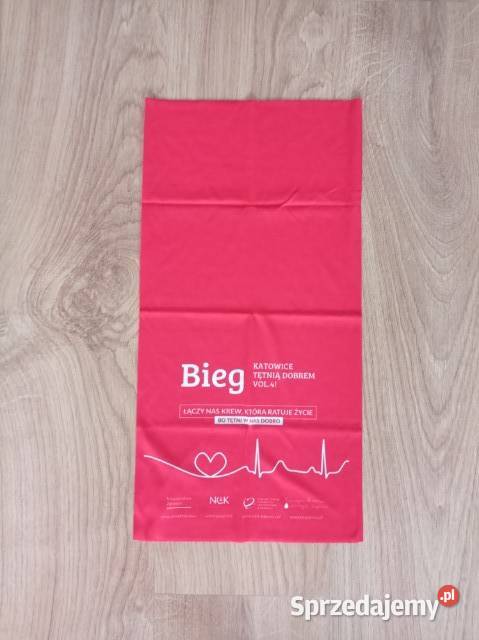 Bieg
KATOWICE
TĘTNIĄ DOBREM
VOL.4!
ŁĄCZY NAS KREW, KTÓRA RATUJE ŻYCIE
BO TĘTNI W NAS DOBRO
NCK
Sprzedajemy.pl